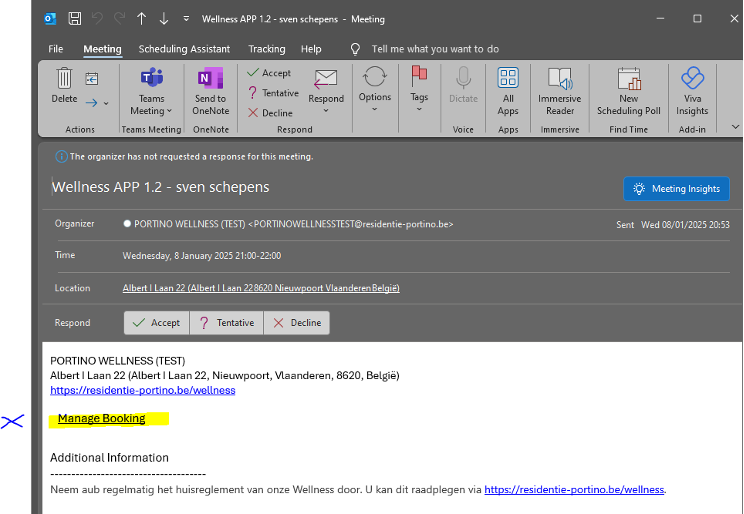 Wellness APP 1.2 - sven schepens - Meeting
File Meeting Scheduling Assistant Tracking Help Tell me what you want to do
Delete
Actions
Teams Meeting
Teams Meeting
Send to OneNote
OneNote
Accept
Tentative
Decline
Respond
Respond
Options
Tags
Dictate
Voice
All Apps
Apps
Immersive Reader
Immersive
New Scheduling Poll
Find Time
Viva Insights
Add-in
The organizer has not requested a response for this meeting.
Wellness APP 1.2 - sven schepens
Meeting Insights
Organizer PORTINO WELLNESS (TEST) <PORTINOWELLNESSTEST@residentie-portino.be> Sent Wed 08/01/2025 20:53
Time Wednesday, 8 January 2025 21:00-22:00
Location Albert I Laan 22 (Albert I Laan 228620 Nieuwpoort VlaanderenBelgië)
Respond Accept Tentative Decline
PORTINO WELLNESS (TEST)
Albert I Laan 22 (Albert I Laan 22, Nieuwpoort, Vlaanderen, 8620, België)
https://residentie-portino.be/wellness
Manage Booking
Additional Information
-------------------------------------
Neem aub regelmatig het huisreglement van onze Wellness door. U kan dit raadplegen via https://residentie-portino.be/wellness.